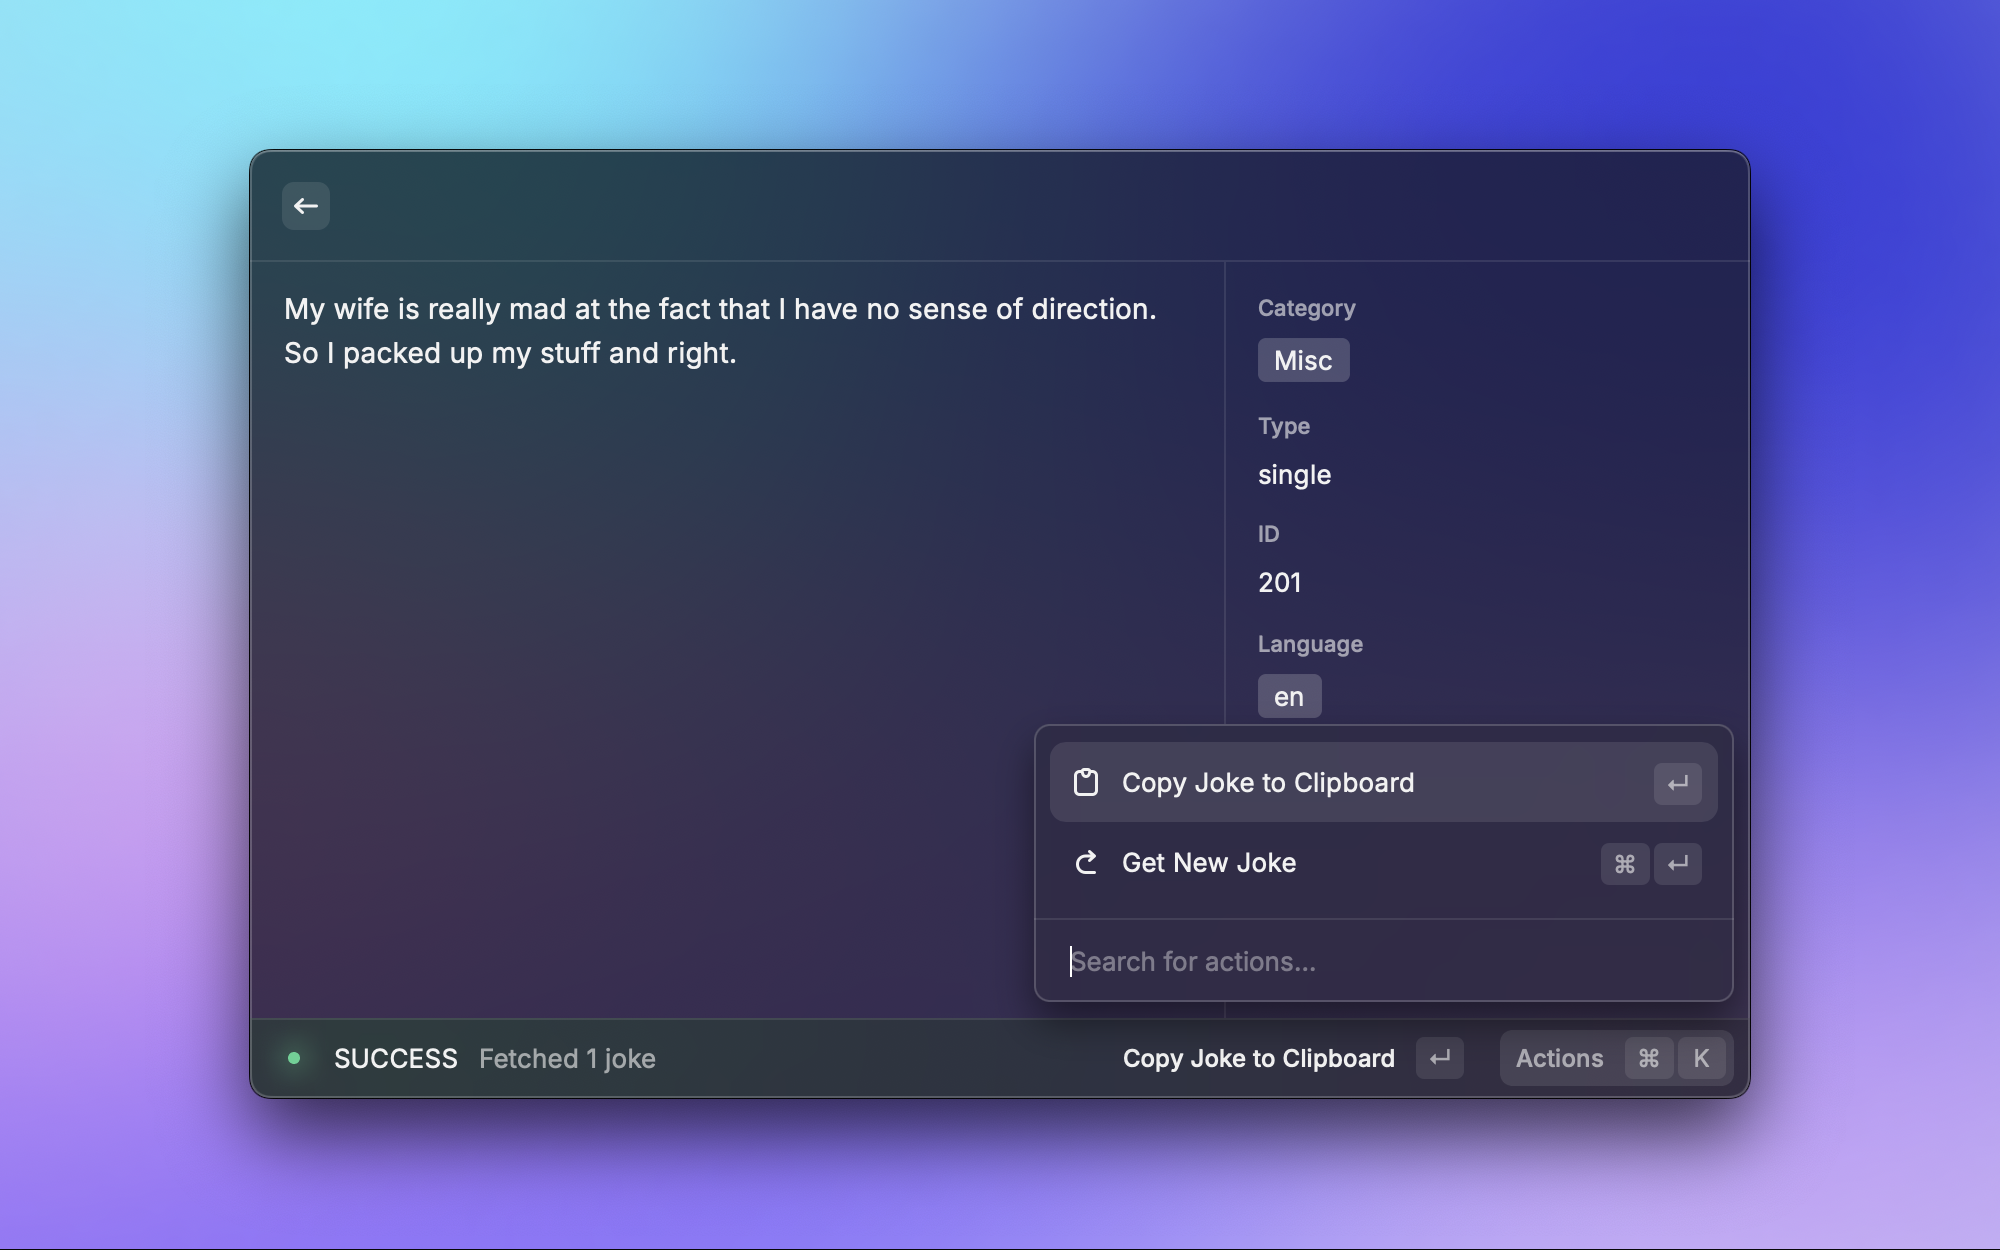 My wife is really mad at the fact that I have no sense of direction.
So I packed up my stuff and right.
Category
Misc
Type
single
ID
201
Language
en
Copy Joke to Clipboard ↵
Get New Joke ⌘ ↵
Search for actions...
SUCCESS Fetched 1 joke
Copy Joke to Clipboard ↵ Actions ⌘ K